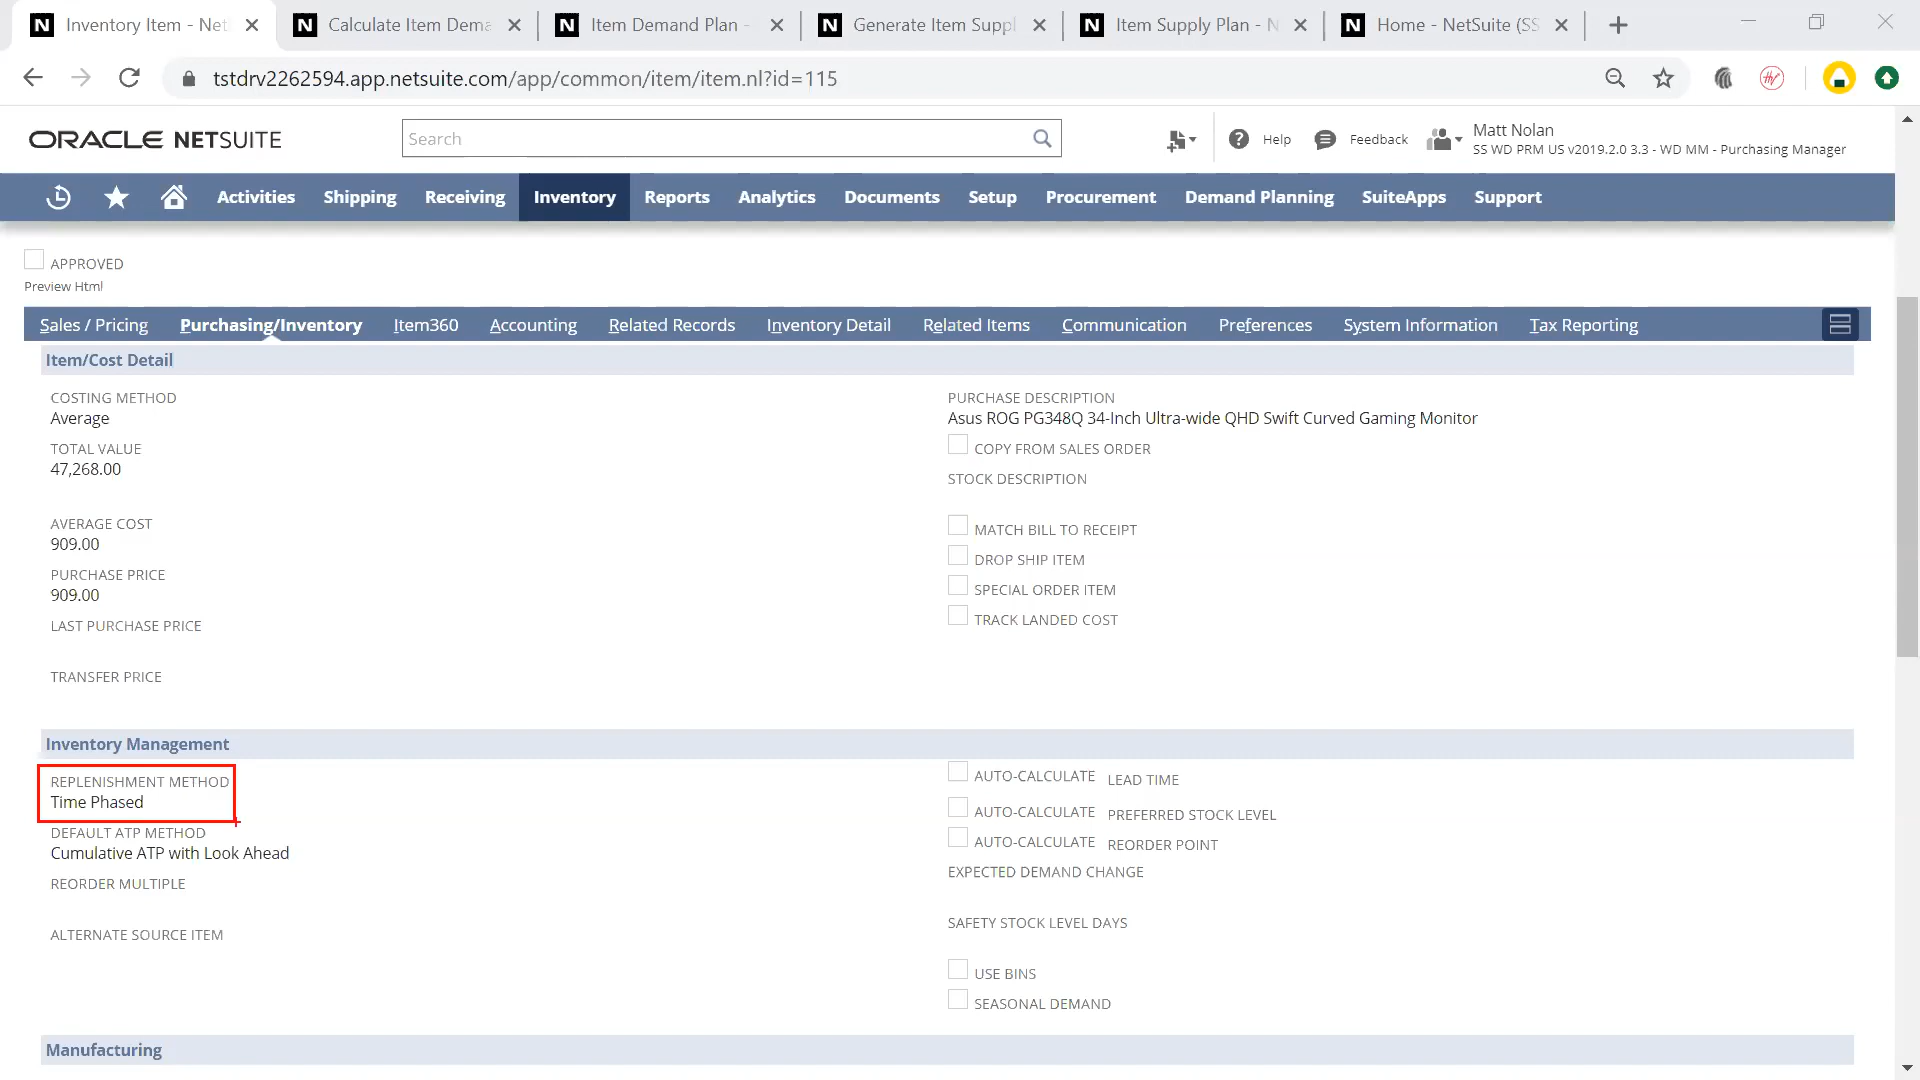 Inventory Item - Net
Calculate Item Dema
Item Demand Plan -
Generate Item Suppl
Item Supply Plan - N
Home - NetSuite (SS
tstdrv2262594.app.netsuite.com/app/common/item/item.nl?id=115
ORACLE NETSUITE
Search
Help
Feedback
Matt Nolan
SS WD PRM US v2019.2.0 3.3 - WD MM - Purchasing Manager
Activities
Shipping
Receiving
Inventory
Reports
Analytics
Documents
Setup
Procurement
Demand Planning
SuiteApps
Support
APPROVED
Preview Html
Sales / Pricing
Purchasing/Inventory
Item360
Accounting
Related Records
Inventory Detail
Related Items
Communication
Preferences
System Information
Tax Reporting
Item/Cost Detail
COSTING METHOD
Average
TOTAL VALUE
47,268.00
AVERAGE COST
909.00
PURCHASE PRICE
909.00
LAST PURCHASE PRICE
TRANSFER PRICE
PURCHASE DESCRIPTION
Asus ROG PG348Q 34-Inch Ultra-wide QHD Swift Curved Gaming Monitor
COPY FROM SALES ORDER
STOCK DESCRIPTION
MATCH BILL TO RECEIPT
DROP SHIP ITEM
SPECIAL ORDER ITEM
TRACK LANDED COST
Inventory Management
REPLENISHMENT METHOD
Time Phased
DEFAULT ATP METHOD
Cumulative ATP with Look Ahead
REORDER MULTIPLE
ALTERNATE SOURCE ITEM
AUTO-CALCULATE LEAD TIME
AUTO-CALCULATE PREFERRED STOCK LEVEL
AUTO-CALCULATE REORDER POINT
EXPECTED DEMAND CHANGE
SAFETY STOCK LEVEL DAYS
USE BINS
SEASONAL DEMAND
Manufacturing